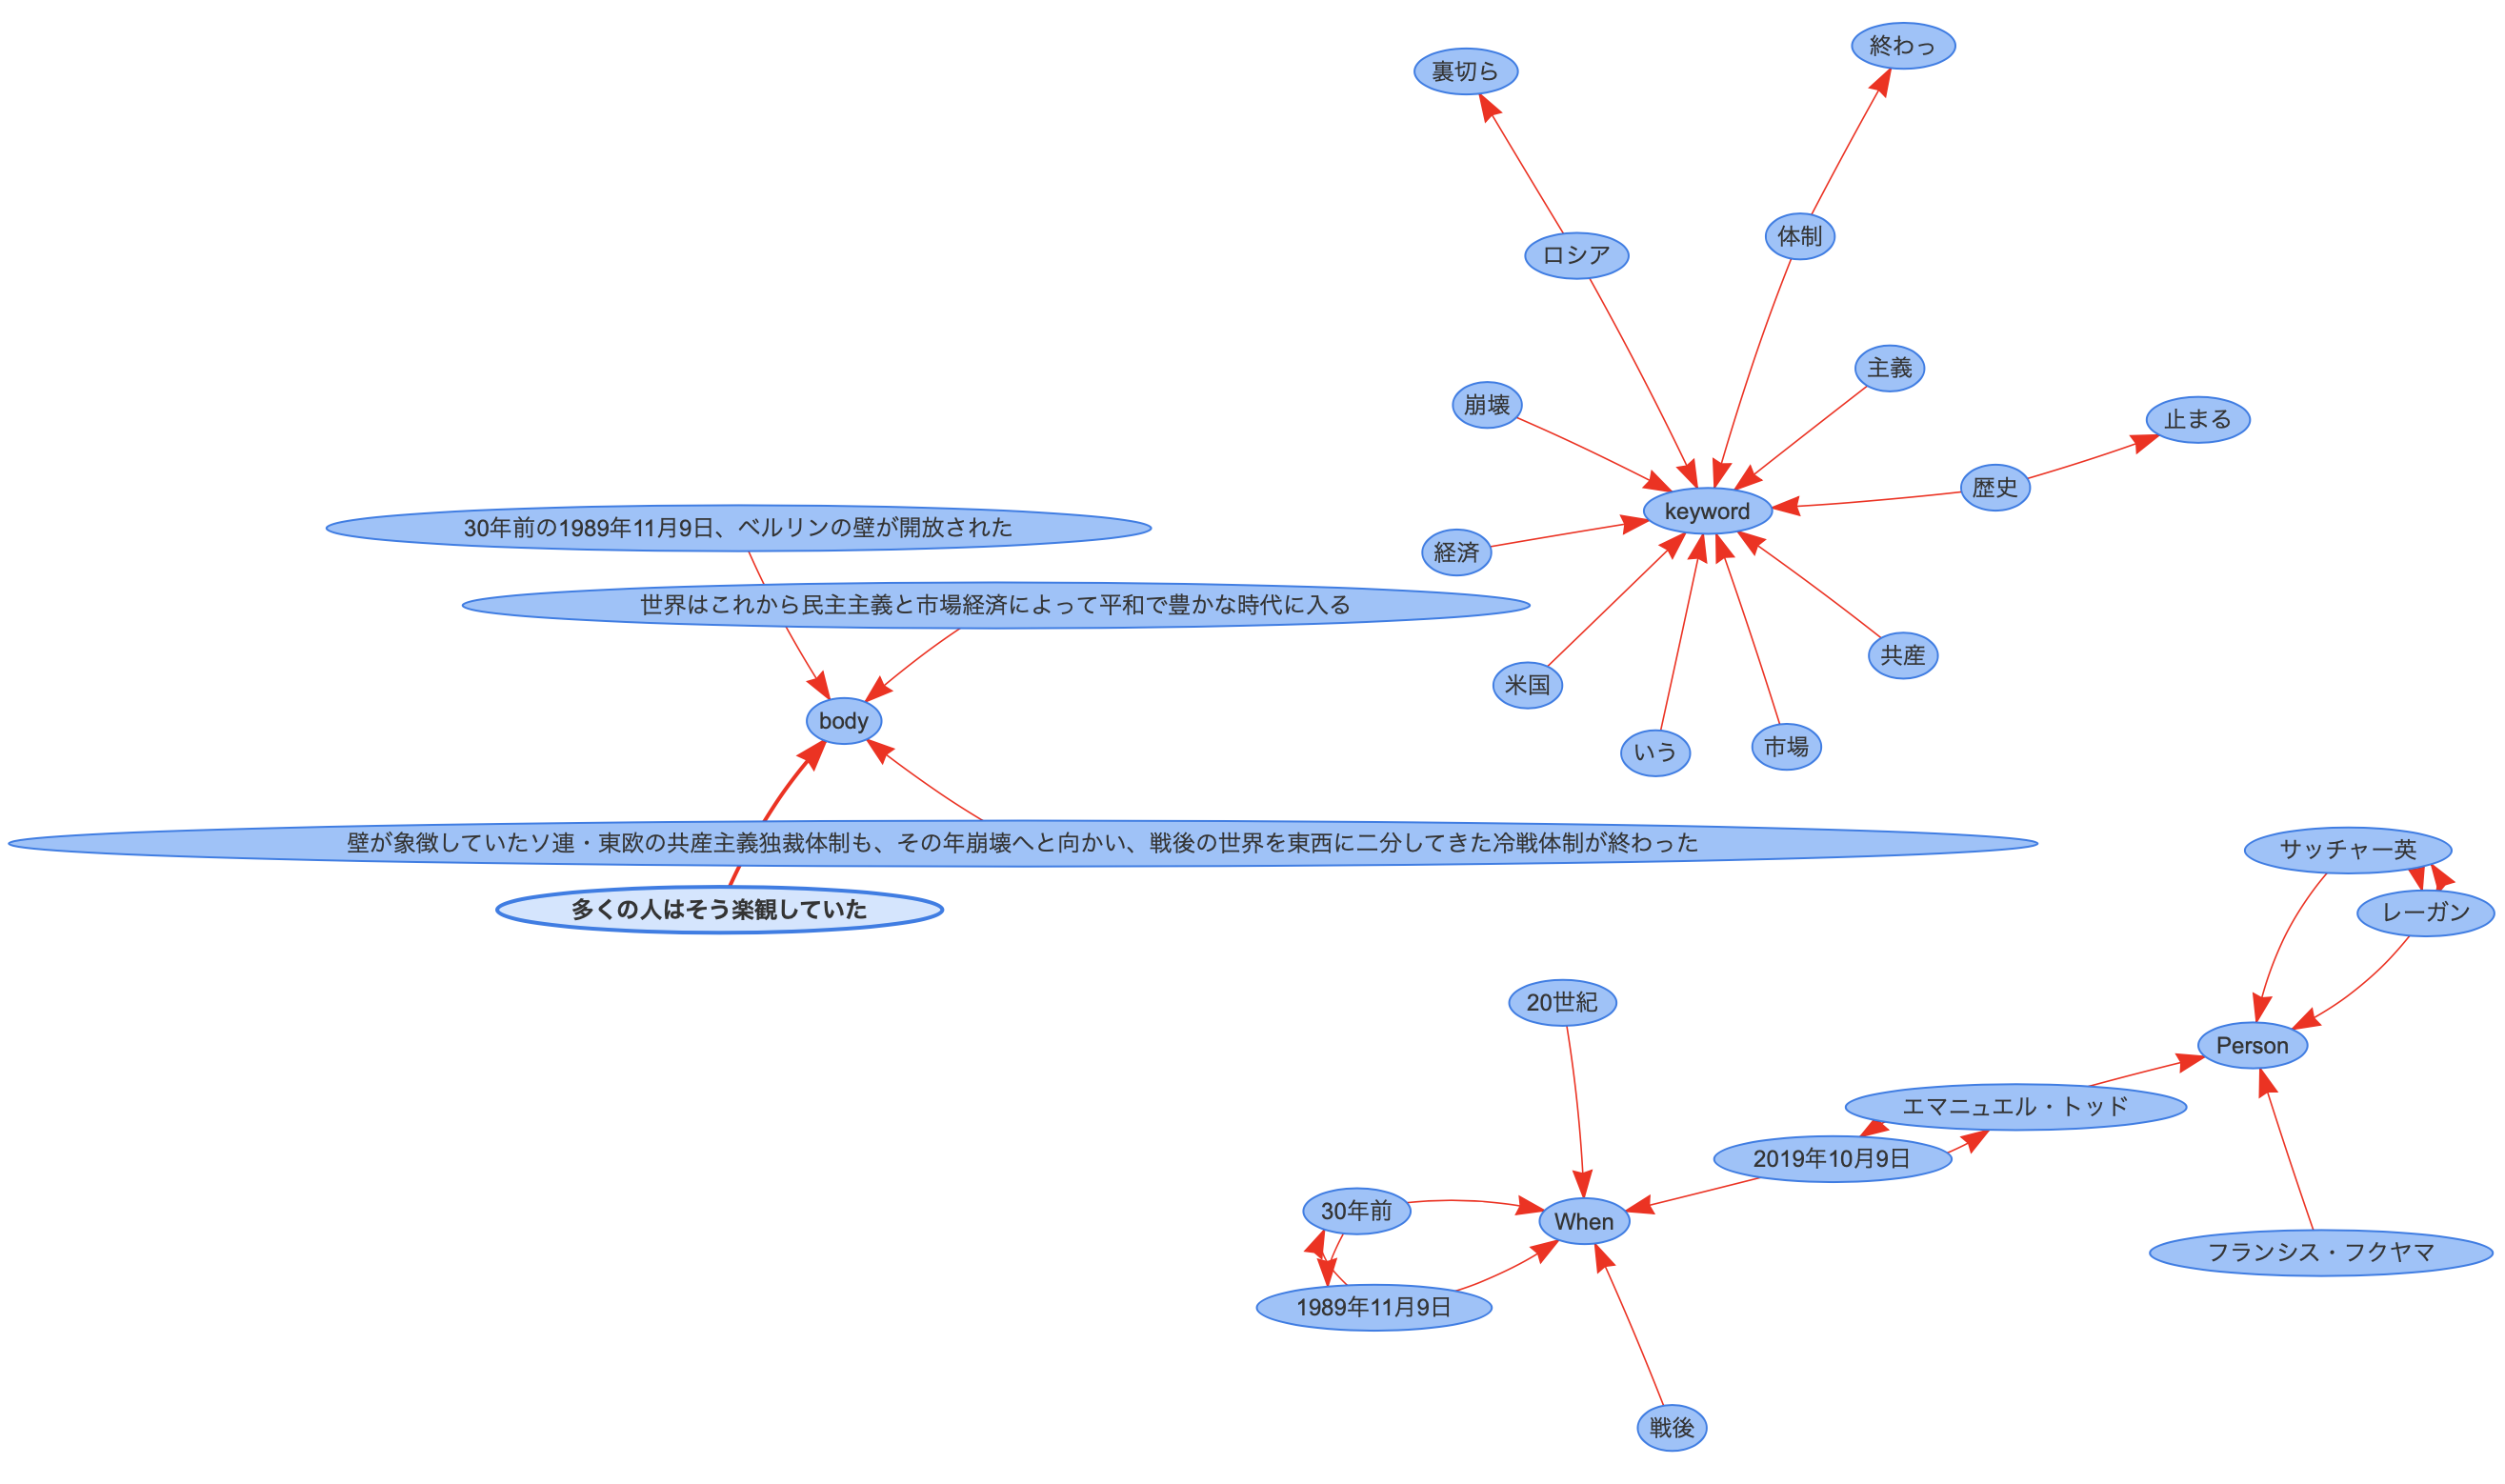 終わっ
裏切ら
体制
ロシア
主義
崩壊
止まる
歴史
keyword
30年前の1989年11月9日、ベルリンの壁が開放された
経済
世界はこれから民主主義と市場経済によって平和で豊かな時代に入る
共産
米国
body
市場
いう
壁が象徴していたソ連・東欧の共産主義独裁体制も、その年崩壊へと向かい、戦後の世界を東西に二分してきた冷戦体制が終わった
サッチャー英
多くの人はそう楽観していた
レーガン
20世紀
Person
エマニュエル・トッド
2019年10月9日
30年前
When
フランシス・フクヤマ
1989年11月9日
戦後